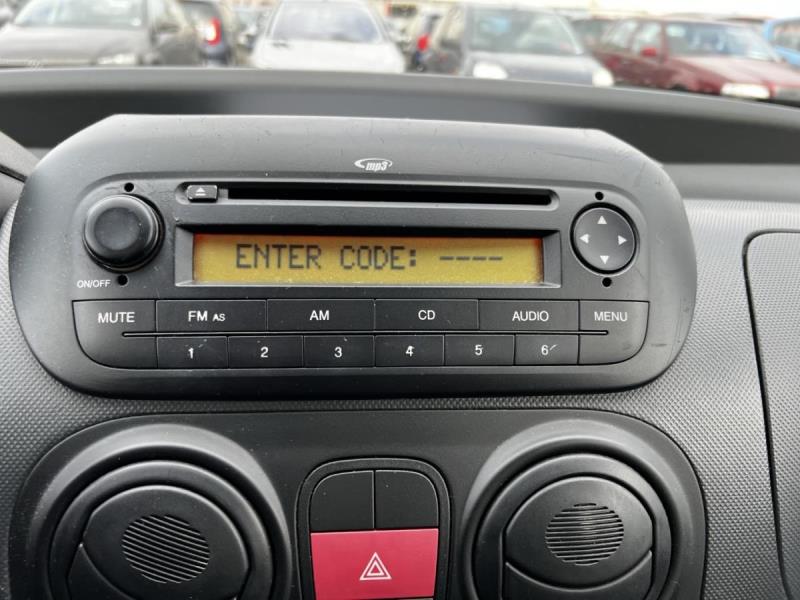 mp3
ENTER CODE: ----
ON/OFF
MUTE FM AS AM CD AUDIO MENU
1 2 3 4 5 6